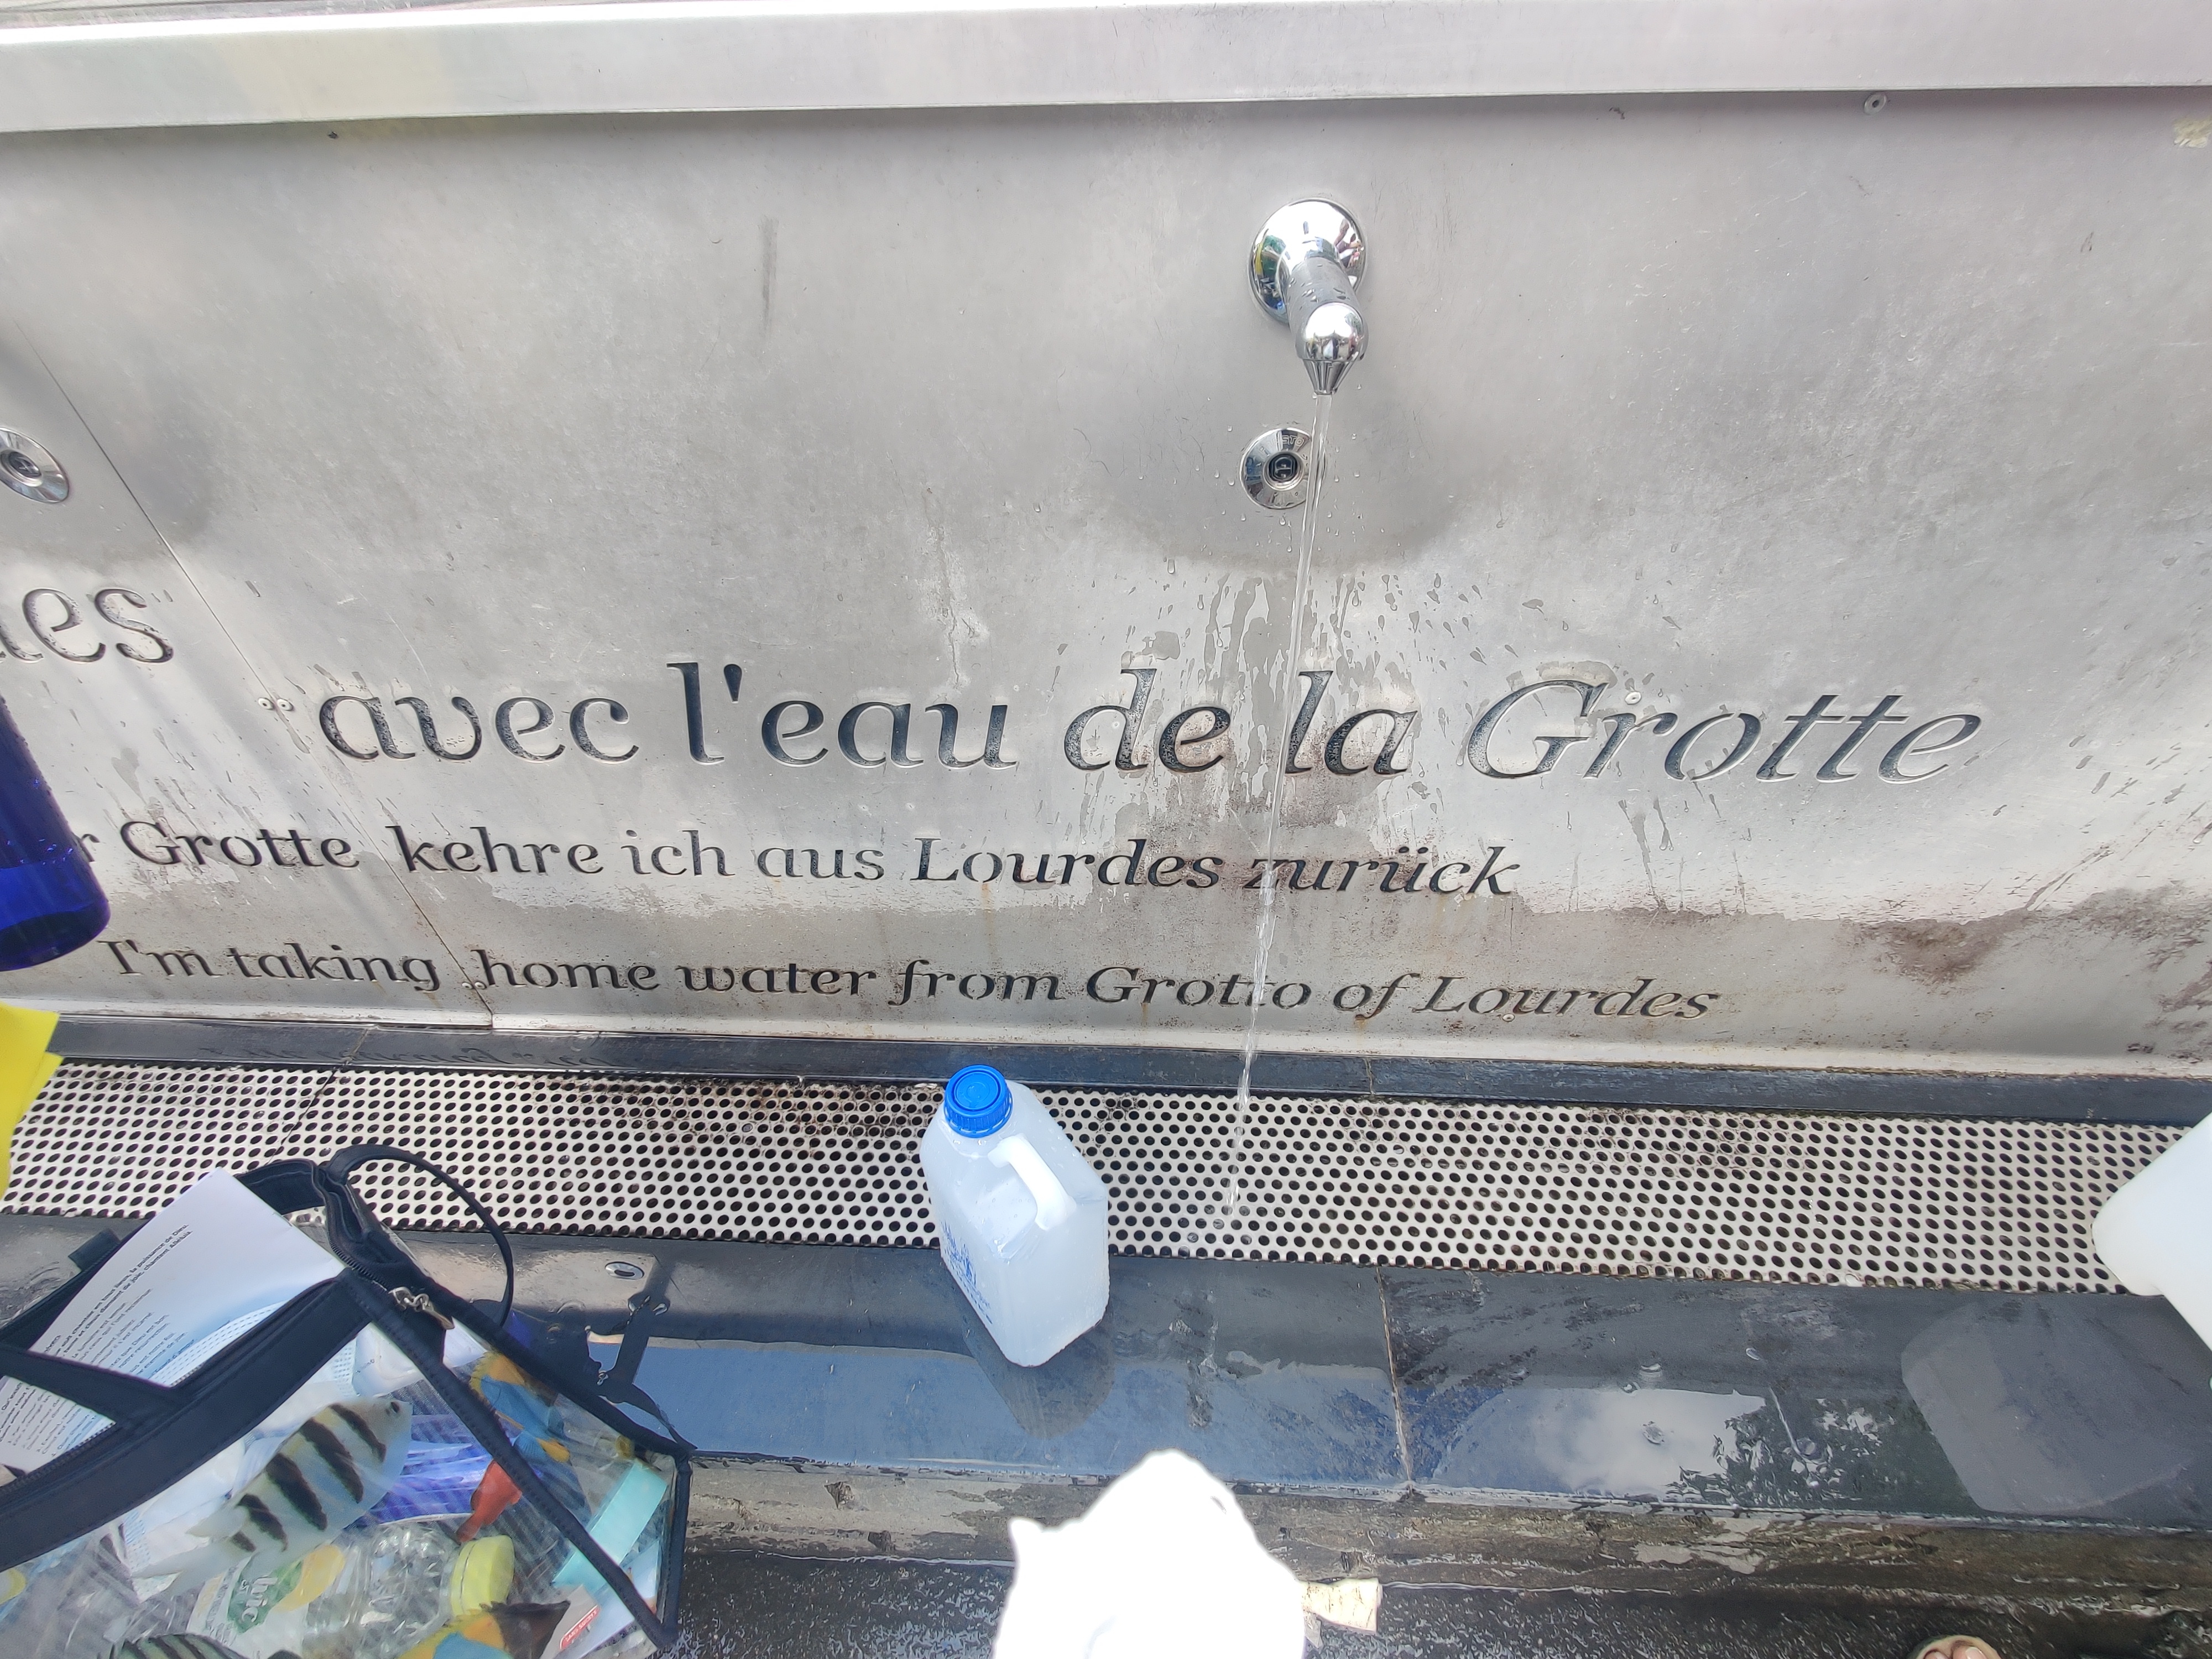 avec l'eau de la Grotte
Grotte kehre ich aus Lourdes zurück
I'm taking home water from Grotto of Lourdes